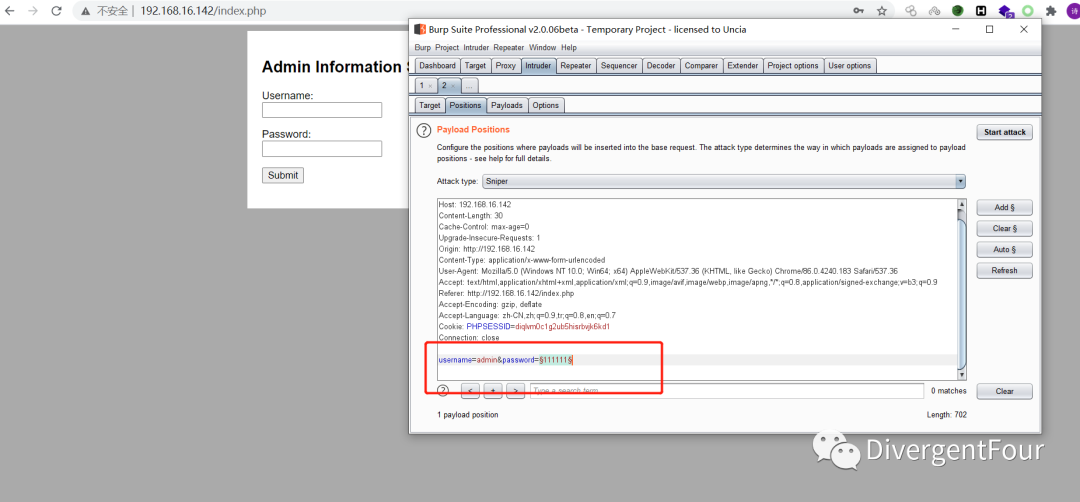 不安全 | 192.168.16.142/index.php
诗
Admin Information S
Username:
Password:
Submit
Burp Suite Professional v2.0.06beta - Temporary Project - licensed to Uncia
Burp Project Intruder Repeater Window Help
Dashboard Target Proxy Intruder Repeater Sequencer Decoder Comparer Extender Project options User options
1 × 2 × ...
Target Positions Payloads Options
? Payload Positions
Start attack
Configure the positions where payloads will be inserted into the base request. The attack type determines the way in which payloads are assigned to payload
positions - see help for full details.
Attack type: Sniper
Host: 192.168.16.142
Content-Length: 30
Cache-Control: max-age=0
Upgrade-Insecure-Requests: 1
Origin: http://192.168.16.142
Content-Type: application/x-www-form-urlencoded
User-Agent: Mozilla/5.0 (Windows NT 10.0; Win64; x64) AppleWebKit/537.36 (KHTML, like Gecko) Chrome/86.0.4240.183 Safari/537.36
Accept: text/html,application/xhtml+xml,application/xml;q=0.9,image/avif,image/webp,image/apng,*/*;q=0.8,application/signed-exchange;v=b3;q=0.9
Referer: http://192.168.16.142/index.php
Accept-Encoding: gzip, deflate
Accept-Language: zh-CN,zh;q=0.9,tr;q=0.8,en;q=0.7
Cookie: PHPSESSID=diqlvm0c1g2ub5hisrbvjk6kd1
Connection: close
username=admin&password=§111111§
Add §
Clear §
Auto §
Refresh
? < + > Type a search term 0 matches Clear
1 payload position Length: 702
DivergentFour